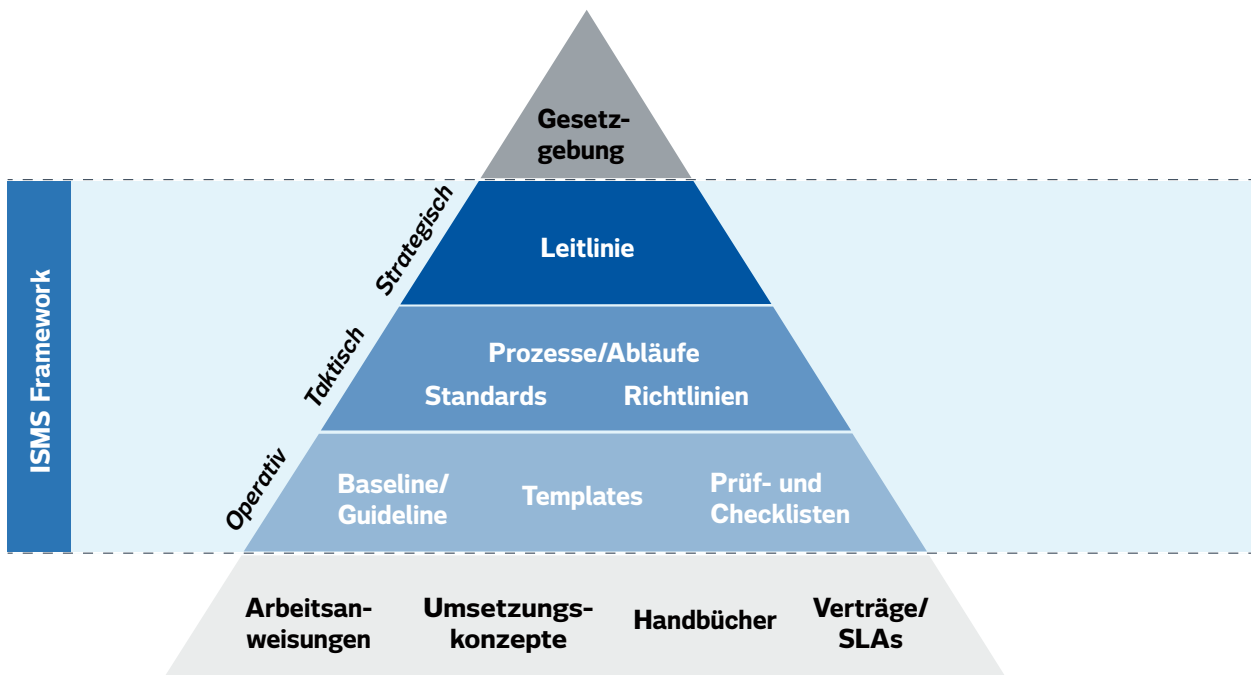 Gesetz-
gebung
ISMS Framework
Strategisch
Leitlinie
Taktisch
Prozesse/Abläufe
Standards
Richtlinien
Operativ
Baseline/
Guideline
Templates
Prüf- und
Checklisten
Arbeitsan-
weisungen
Umsetzungs-
konzepte
Handbücher
Verträge/
SLAs